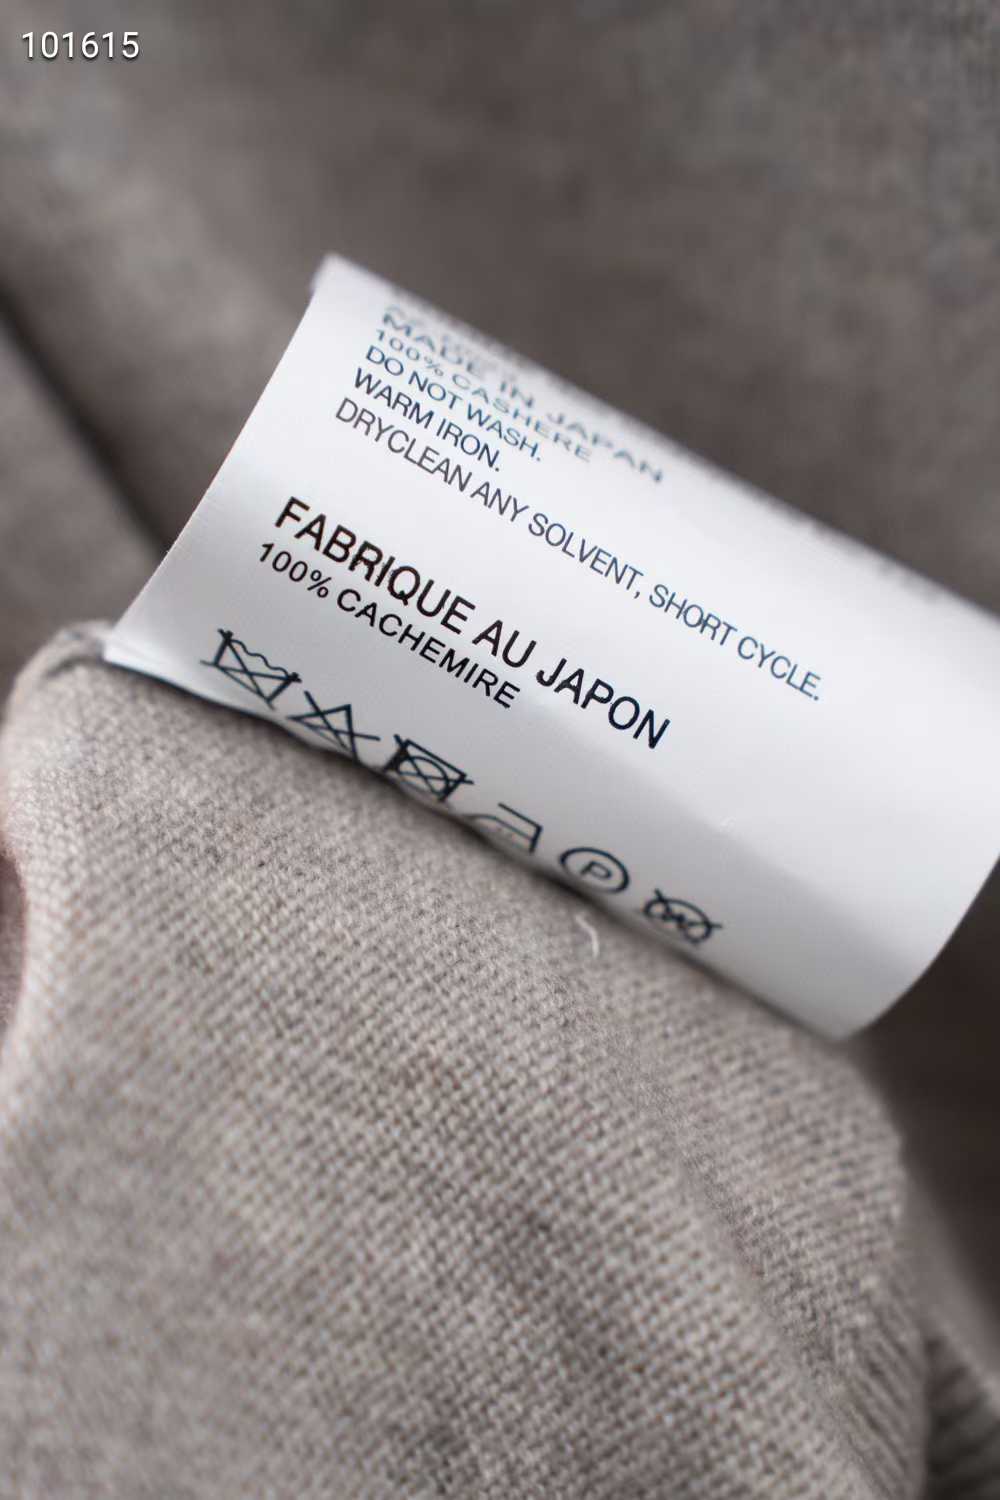 101615
MADE IN JAPAN
100% CASHERE
DO NOT WASH.
WARM IRON.
DRYCLEAN ANY SOLVENT, SHORT CYCLE.
FABRIQUE AU JAPON
100% CACHEMIRE
P